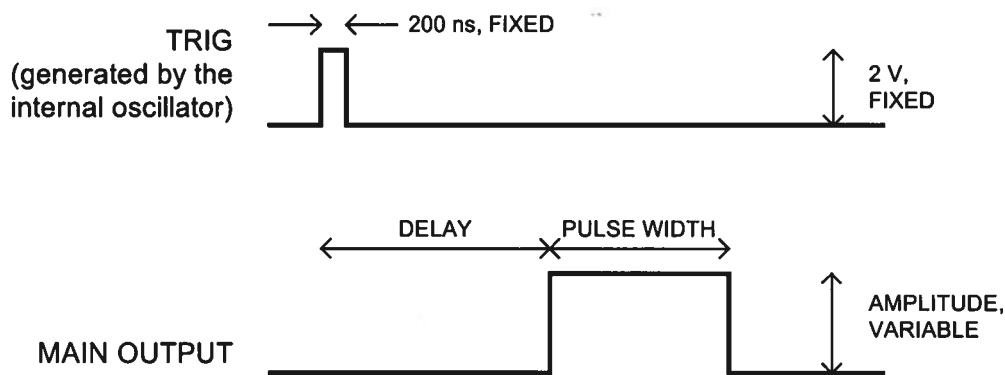 200 ns, FIXED
TRIG
(generated by the
internal oscillator)
2 V,
FIXED
DELAY
PULSE WIDTH
AMPLITUDE,
VARIABLE
MAIN OUTPUT